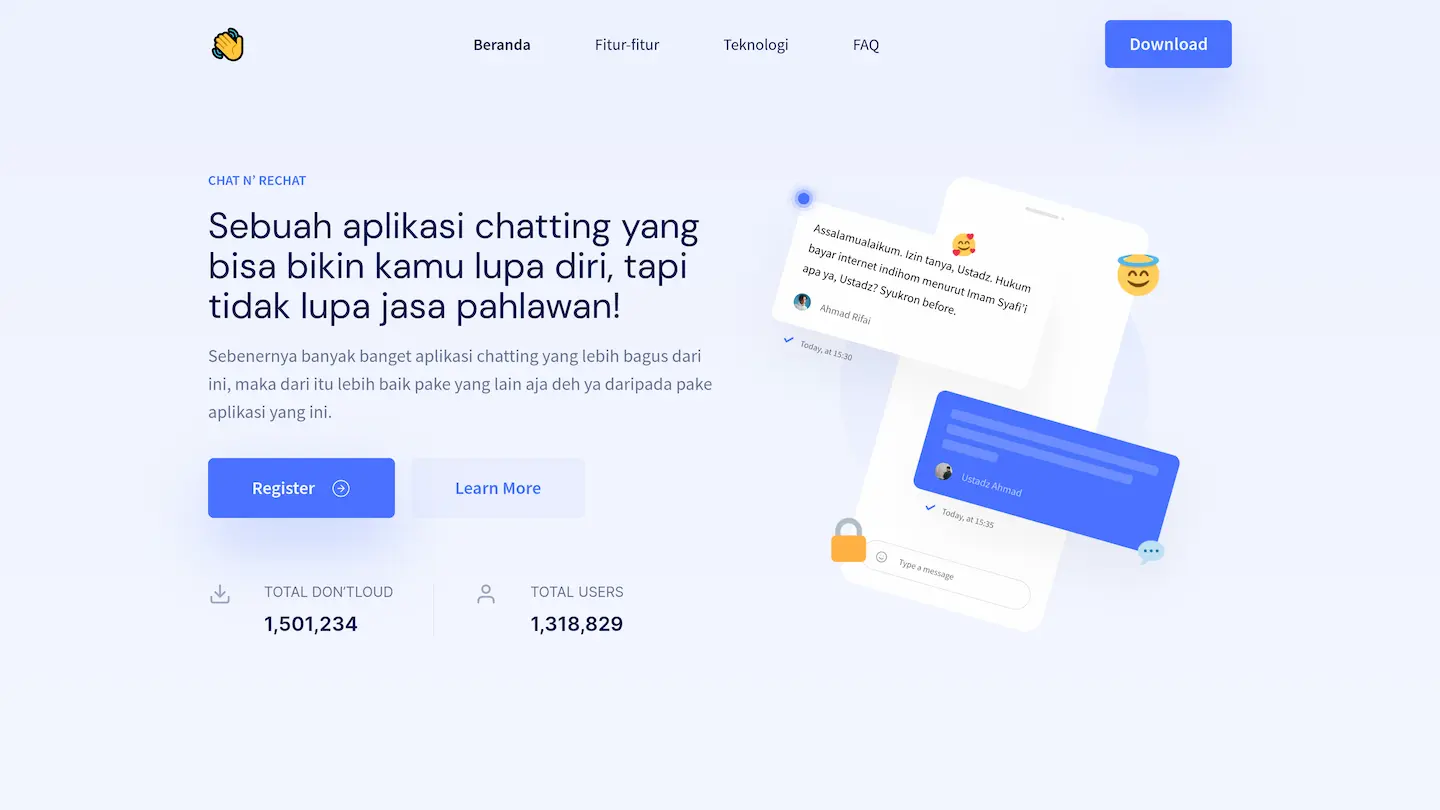 Beranda
Fitur-fitur
Teknologi
FAQ
Download
CHAT N’ RECHAT
Sebuah aplikasi chatting yang
bisa bikin kamu lupa diri, tapi
tidak lupa jasa pahlawan!
Sebenernya banyak banget aplikasi chatting yang lebih bagus dari
ini, maka dari itu lebih baik pake yang lain aja deh ya daripada pake
aplikasi yang ini.
Register
Learn More
TOTAL DON’TLOUD
1,501,234
TOTAL USERS
1,318,829
Assalamualaikum. Izin tanya, Ustadz. Hukum
bayar internet indihom menurut Imam Syafi’i
apa ya, Ustadz? Syukron before.
Ahmad Rifai
Today, at 15:30
Ustadz Ahmad
Today, at 15:35
Type a message